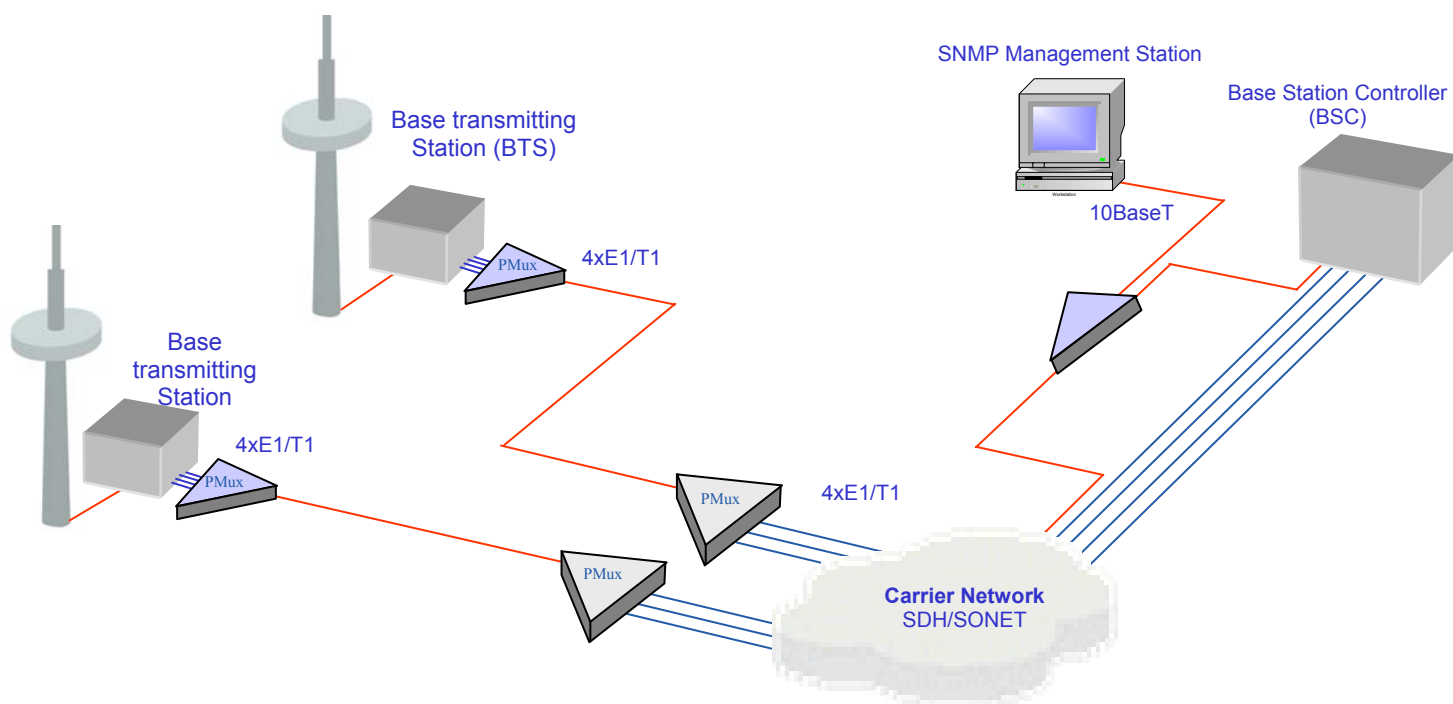 SNMP Management Station
Base Station Controller
(BSC)
Base transmitting
Station (BTS)
Workstation
10BaseT
4xE1/T1
PMux
Base
transmitting
Station
4xE1/T1
PMux
PMux
4xE1/T1
PMux
Carrier Network
SDH/SONET